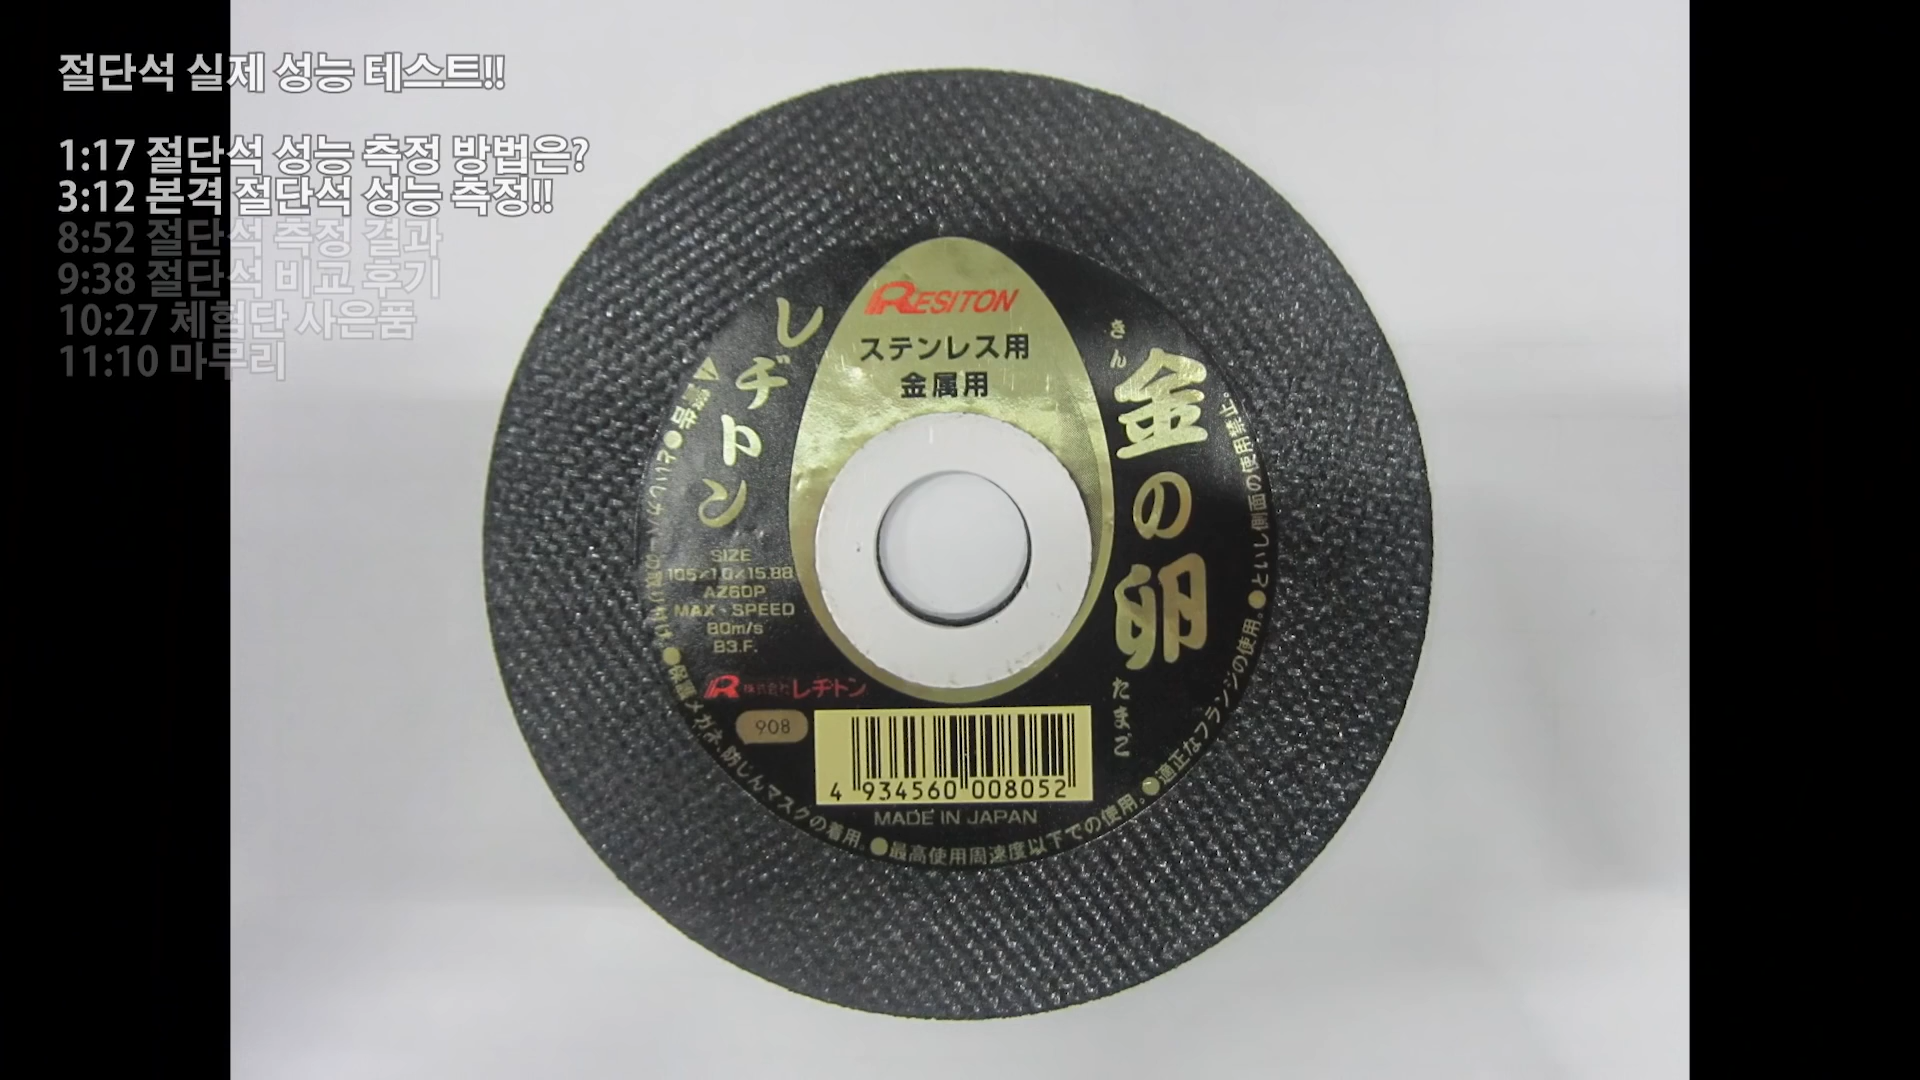 절단석 실제 성능 테스트!!
1:17 절단석 성능 측정 방법은?
3:12 본격 절단석 성능 측정!!
8:52 절단석 측정 결과
9:38 절단석 비교 후기
10:27 체험단 사은품
11:10 마무리
RESITON
ステンレス用
金属用
レヂトン
きん
金の卵
たまご
SIZE
105×1.0×15.88
AZ60P
MAX・SPEED
80m/s
B3.F.
R 株式会社レヂトン
908
4 934560 008052
MADE IN JAPAN
●保護メガネ、防じんマスクの着用。●最高使用周速度以下での使用。●適正なフランジの使用。●といし側面の使用禁止。